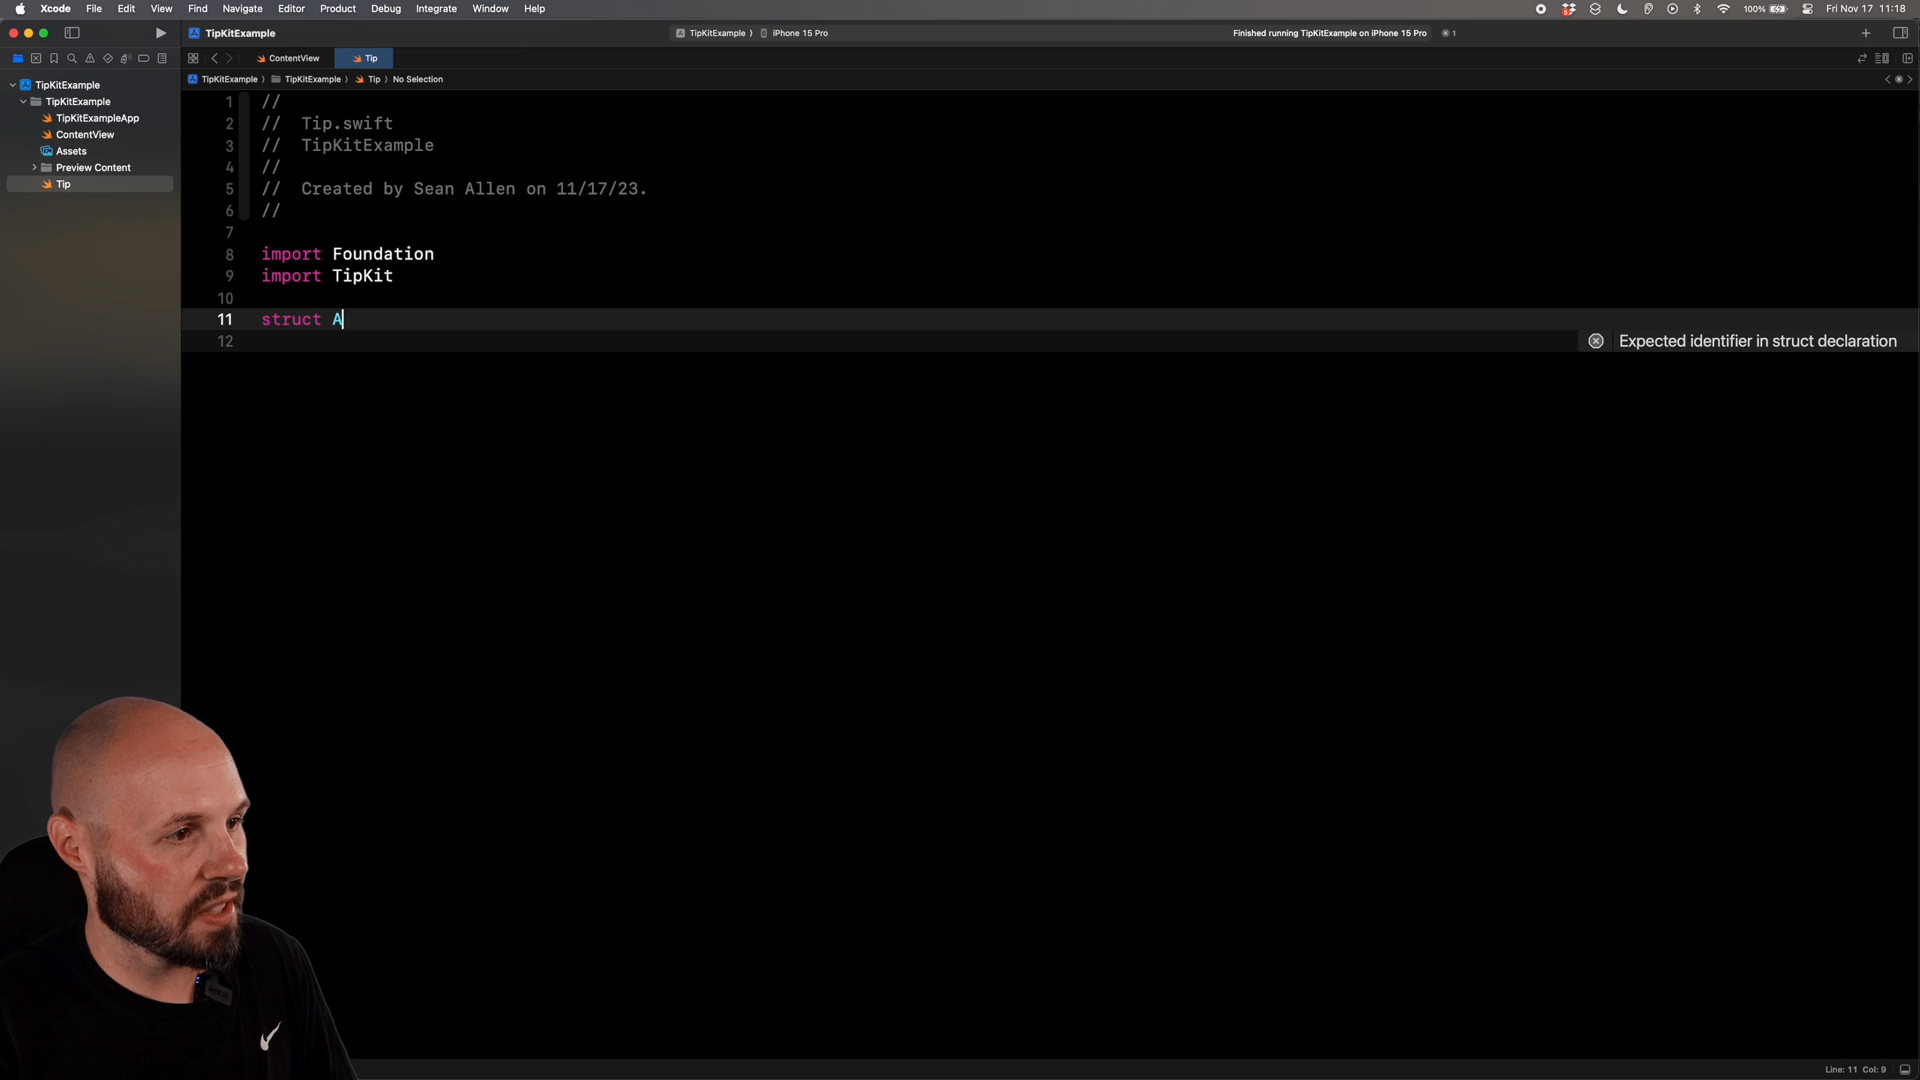 Xcode File Edit View Find Navigate Editor Product Debug Integrate Window Help 100% Fri Nov 17 11:18
TipKitExample TipKitExample iPhone 15 Pro Finished running TipKitExample on iPhone 15 Pro 1
ContentView Tip
TipKitExample TipKitExample Tip No Selection
TipKitExample
TipKitExample
TipKitExampleApp
ContentView
Assets
Preview Content
Tip
1 //
2 // Tip.swift
3 // TipKitExample
4 //
5 // Created by Sean Allen on 11/17/23.
6 //
7
8 import Foundation
9 import TipKit
10
11 struct A
12 Expected identifier in struct declaration
Line: 11 Col: 9